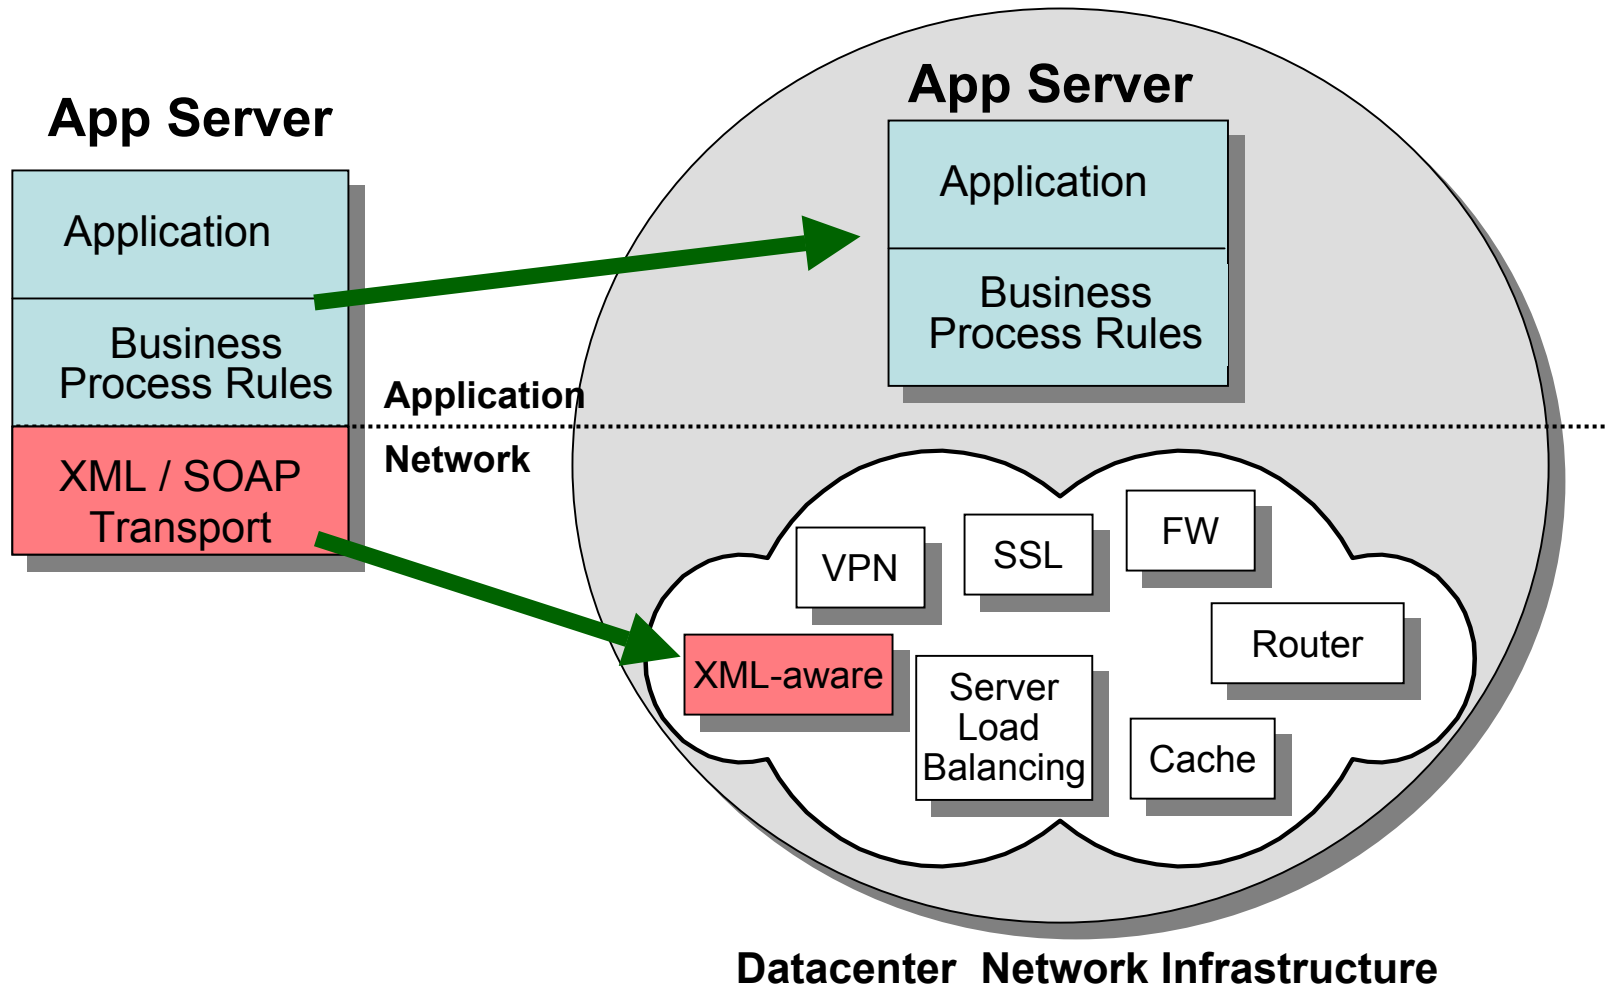 App Server
Application
Business
Process Rules
XML / SOAP
Transport
Application
Network
App Server
Application
Business
Process Rules
VPN
SSL
FW
Router
XML-aware
Server
Load
Balancing
Cache
Datacenter  Network Infrastructure